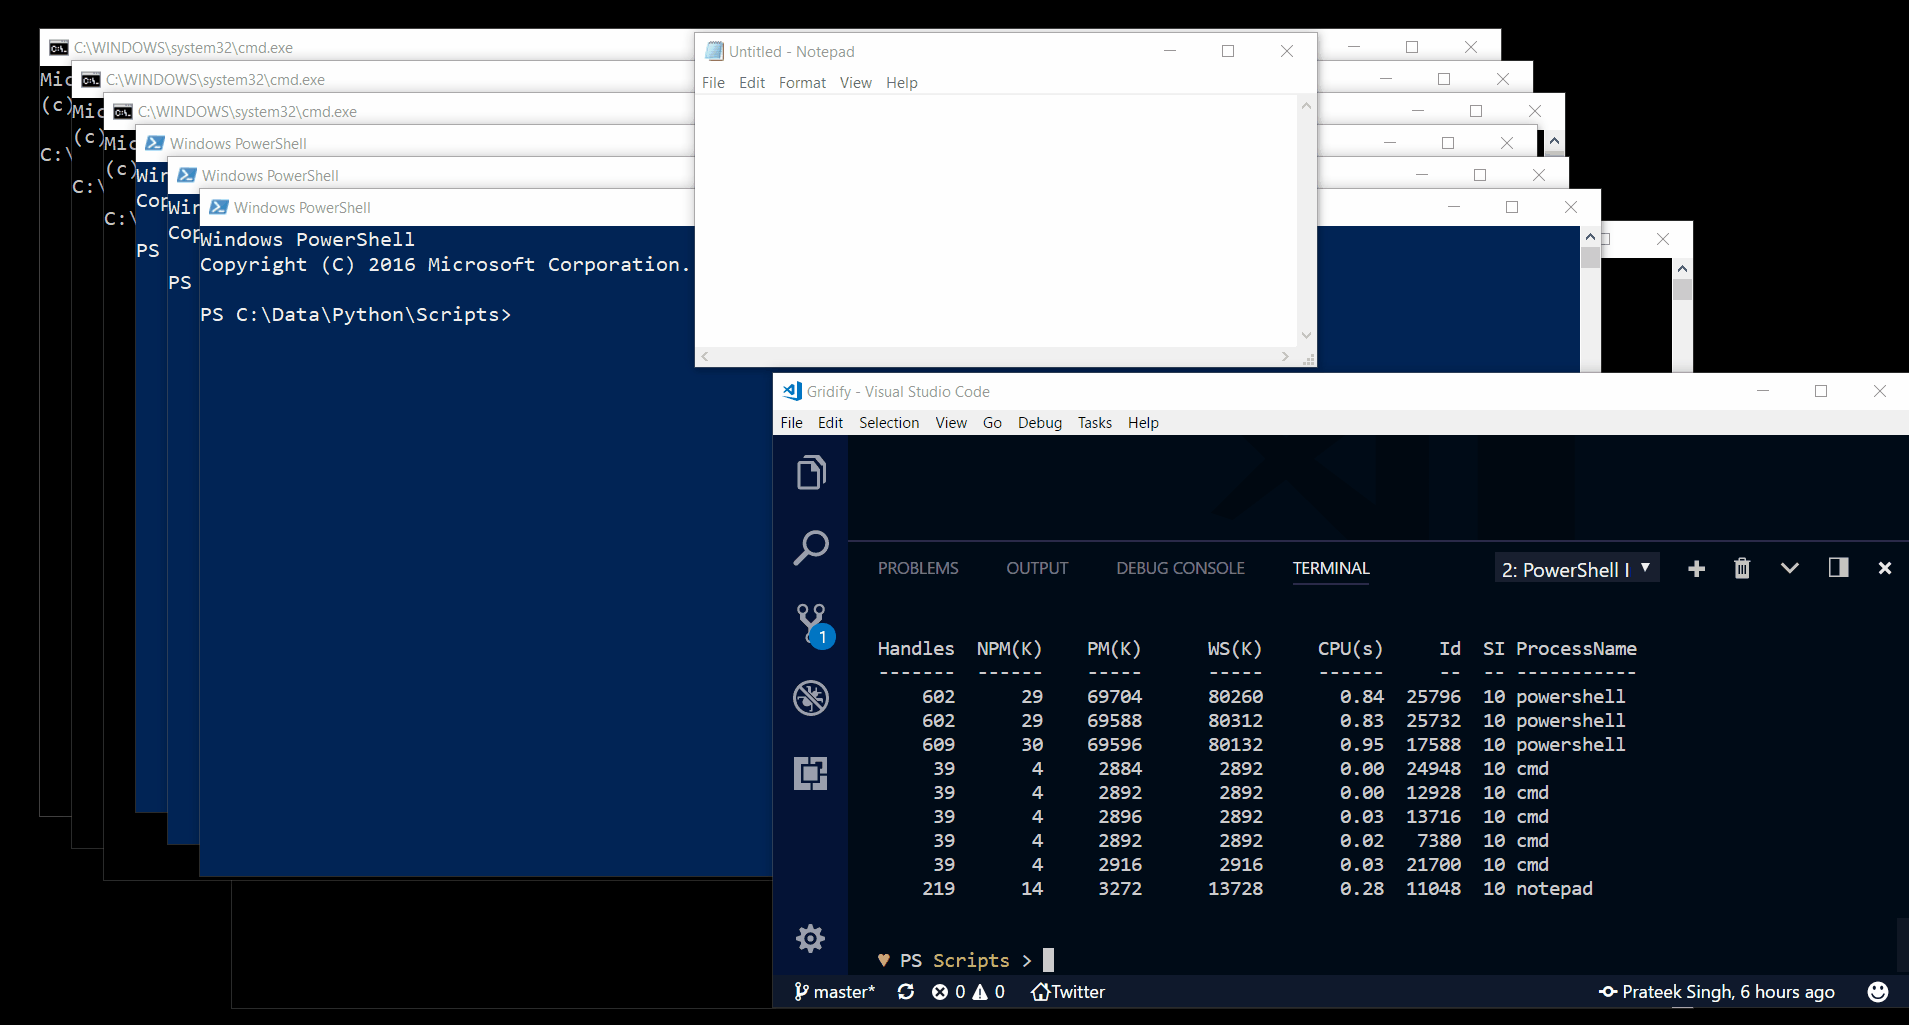 C:\WINDOWS\system32\cmd.exe
Mic
(c)
C:\
C:\WINDOWS\system32\cmd.exe
Mic
(c)
C:\
C:\WINDOWS\system32\cmd.exe
Mic
(c)
C:\
Windows PowerShell
Win
Cop
PS
Windows PowerShell
Win
Cop
PS
Windows PowerShell
Windows PowerShell
Copyright (C) 2016 Microsoft Corporation.
PS C:\Data\Python\Scripts>
Untitled - Notepad
File Edit Format View Help
Gridify - Visual Studio Code
File Edit Selection View Go Debug Tasks Help
1
PROBLEMS OUTPUT DEBUG CONSOLE TERMINAL 2: PowerShell I
Handles NPM(K) PM(K) WS(K) CPU(s) Id SI ProcessName
------- ------ ----- ----- ------ -- -- -----------
602 29 69704 80260 0.84 25796 10 powershell
602 29 69588 80312 0.83 25732 10 powershell
609 30 69596 80132 0.95 17588 10 powershell
39 4 2884 2892 0.00 24948 10 cmd
39 4 2892 2892 0.00 12928 10 cmd
39 4 2896 2892 0.03 13716 10 cmd
39 4 2892 2892 0.02 7380 10 cmd
39 4 2916 2916 0.03 21700 10 cmd
219 14 3272 13728 0.28 11048 10 notepad
♥ PS Scripts >
master* 0 0 Twitter Prateek Singh, 6 hours ago